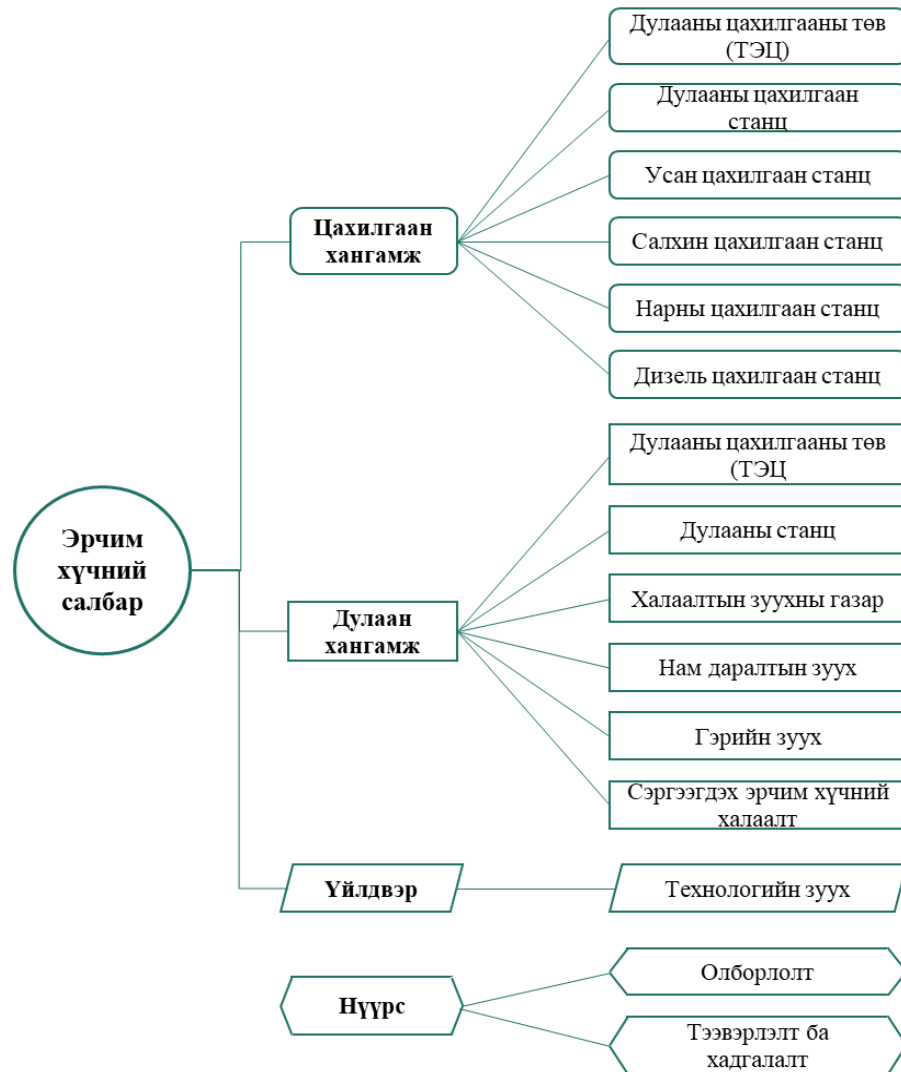 Дулааны цахилгааны төв
(ТЭЦ)
Дулааны цахилгаан
станц
Усан цахилгаан станц
Цахилгаан
хангамж
Салхин цахилгаан станц
Нарны цахилгаан станц
Дизель цахилгаан станц
Дулааны цахилгааны төв
(ТЭЦ
Эрчим
хүчний
салбар
Дулааны станц
Халаалтын зуухны газар
Дулаан
хангамж
Нам даралтын зуух
Гэрийн зуух
Сэргээгдэх эрчим хүчний
халаалт
Үйлдвэр
Технологийн зуух
Нүүрс
Олборлолт
Тээвэрлэлт ба
хадгалалт